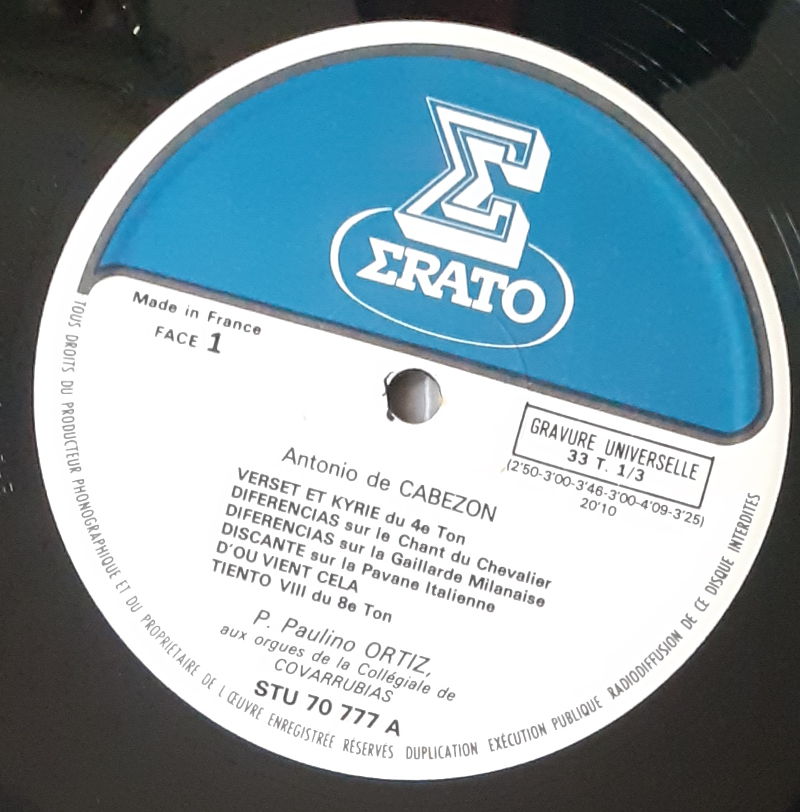 Σ
ΣRATO
Made in France
FACE 1
GRAVURE UNIVERSELLE
33 T. 1/3
(2'50-3'00-3'46-3'00-4'09-3'25)
20'10
Antonio de CABEZON
VERSET ET KYRIE du 4e Ton
DIFERENCIAS sur le Chant du Chevalier
DIFERENCIAS sur la Gaillarde Milanaise
DISCANTE sur la Pavane Italienne
D'OU VIENT CELA
TIENTO VIII du 8e Ton
P. Paulino ORTIZ,
aux orgues de la Collégiale de
COVARRUBIAS
STU 70 777 A
TOUS DROITS DU PRODUCTEUR PHONOGRAPHIQUE ET DU PROPRIETAIRE DE L'ŒUVRE ENREGISTRÉE RÉSERVÉS DUPLICATION EXÉCUTION PUBLIQUE RADIODIFFUSION DE CE DISQUE INTERDITES